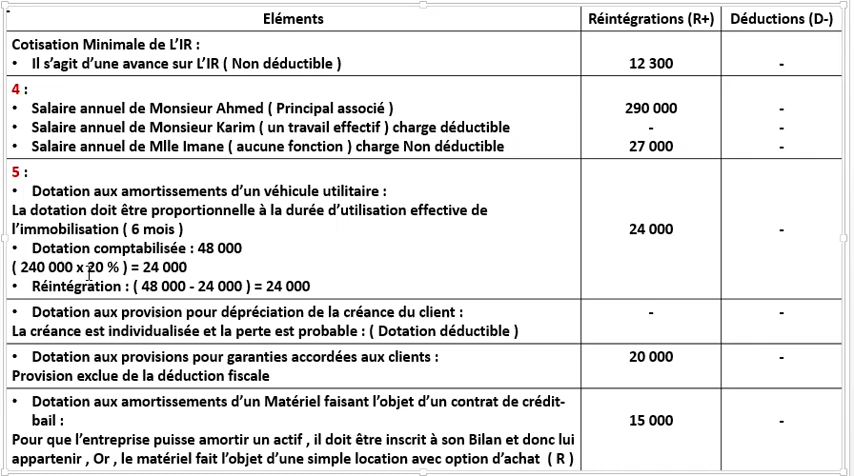 Eléments Réintégrations (R+) Déductions (D-)
Cotisation Minimale de L’IR :
• Il s’agit d’une avance sur L’IR ( Non déductible ) 12 300 -
4 :
• Salaire annuel de Monsieur Ahmed ( Principal associé ) 290 000 -
• Salaire annuel de Monsieur Karim ( un travail effectif ) charge déductible - -
• Salaire annuel de Mlle Imane ( aucune fonction ) charge Non déductible 27 000 -
5 :
• Dotation aux amortissements d’un véhicule utilitaire :
La dotation doit être proportionnelle à la durée d’utilisation effective de
l’immobilisation ( 6 mois ) 24 000 -
• Dotation comptabilisée : 48 000
( 240 000 x 20 % ) = 24 000
• Réintégration : ( 48 000 - 24 000 ) = 24 000
• Dotation aux provision pour dépréciation de la créance du client : - -
La créance est individualisée et la perte est probable : ( Dotation déductible )
• Dotation aux provisions pour garanties accordées aux clients : 20 000 -
Provision exclue de la déduction fiscale
• Dotation aux amortissements d’un Matériel faisant l’objet d’un contrat de crédit-
bail : 15 000 -
Pour que l’entreprise puisse amortir un actif , il doit être inscrit à son Bilan et donc lui
appartenir , Or , le matériel fait l’objet d’une simple location avec option d’achat ( R )